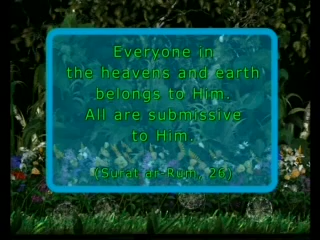 Everyone in
the heavens and earth
belongs to Him.
All are submissive
to Him.
(Surat ar-Rum, 26)